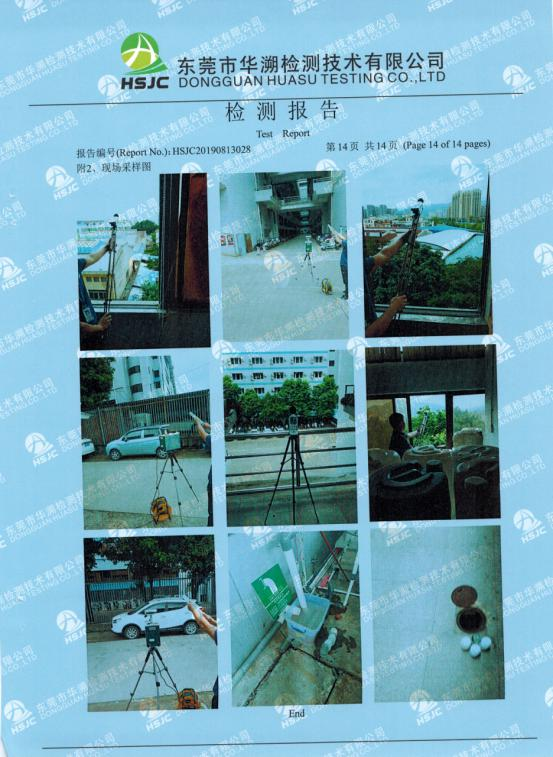 HSJC
东莞市华溯检测技术有限公司
DONGGUAN HUASU TESTING CO.,LTD
检测报告
Test Report
报告编号(Report No.): HSJC20190813028
第 14 页 共 14 页 (Page 14 of 14 pages)
附2、现场采样图
End